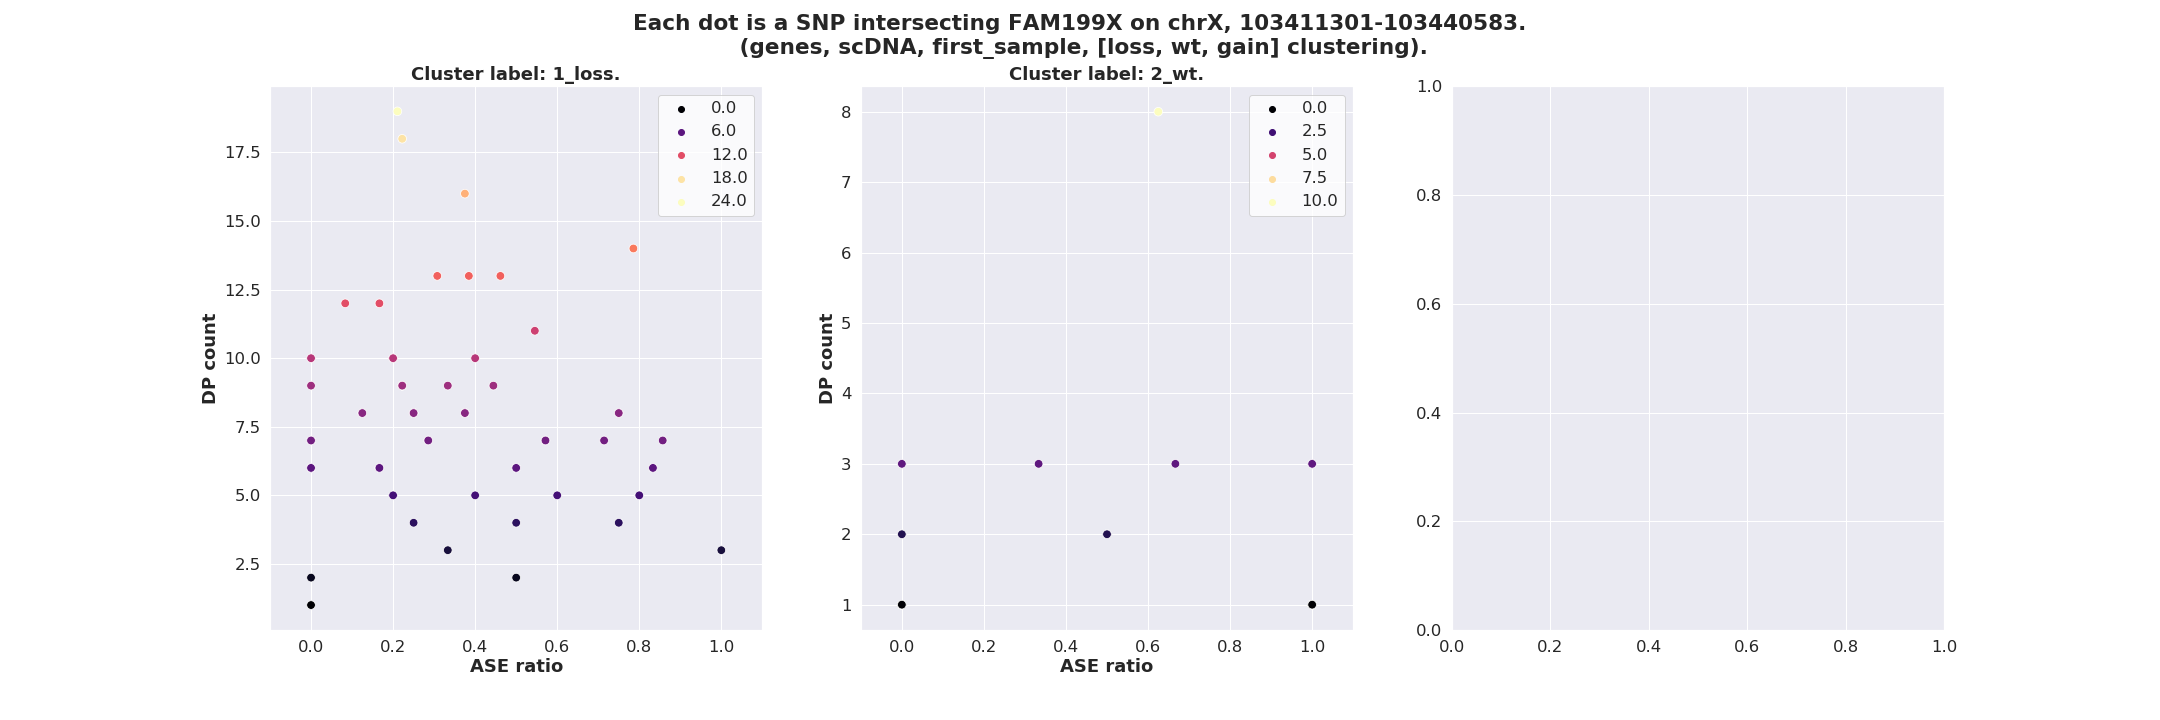 Each dot is a SNP intersecting FAM199X on chrX, 103411301-103440583.
(genes, scDNA, first_sample, [loss, wt, gain] clustering).
Cluster label: 1_loss.
17.5
15.0
12.5
10.0
7.5
5.0
2.5
DP count
0.0
6.0
12.0
18.0
24.0
0.0 0.2 0.4 0.6 0.8 1.0
ASE ratio
Cluster label: 2_wt.
8
7
6
5
4
3
2
1
DP count
0.0
2.5
5.0
7.5
10.0
0.0 0.2 0.4 0.6 0.8 1.0
ASE ratio
1.0
0.8
0.6
0.4
0.2
0.0
0.0 0.2 0.4 0.6 0.8 1.0